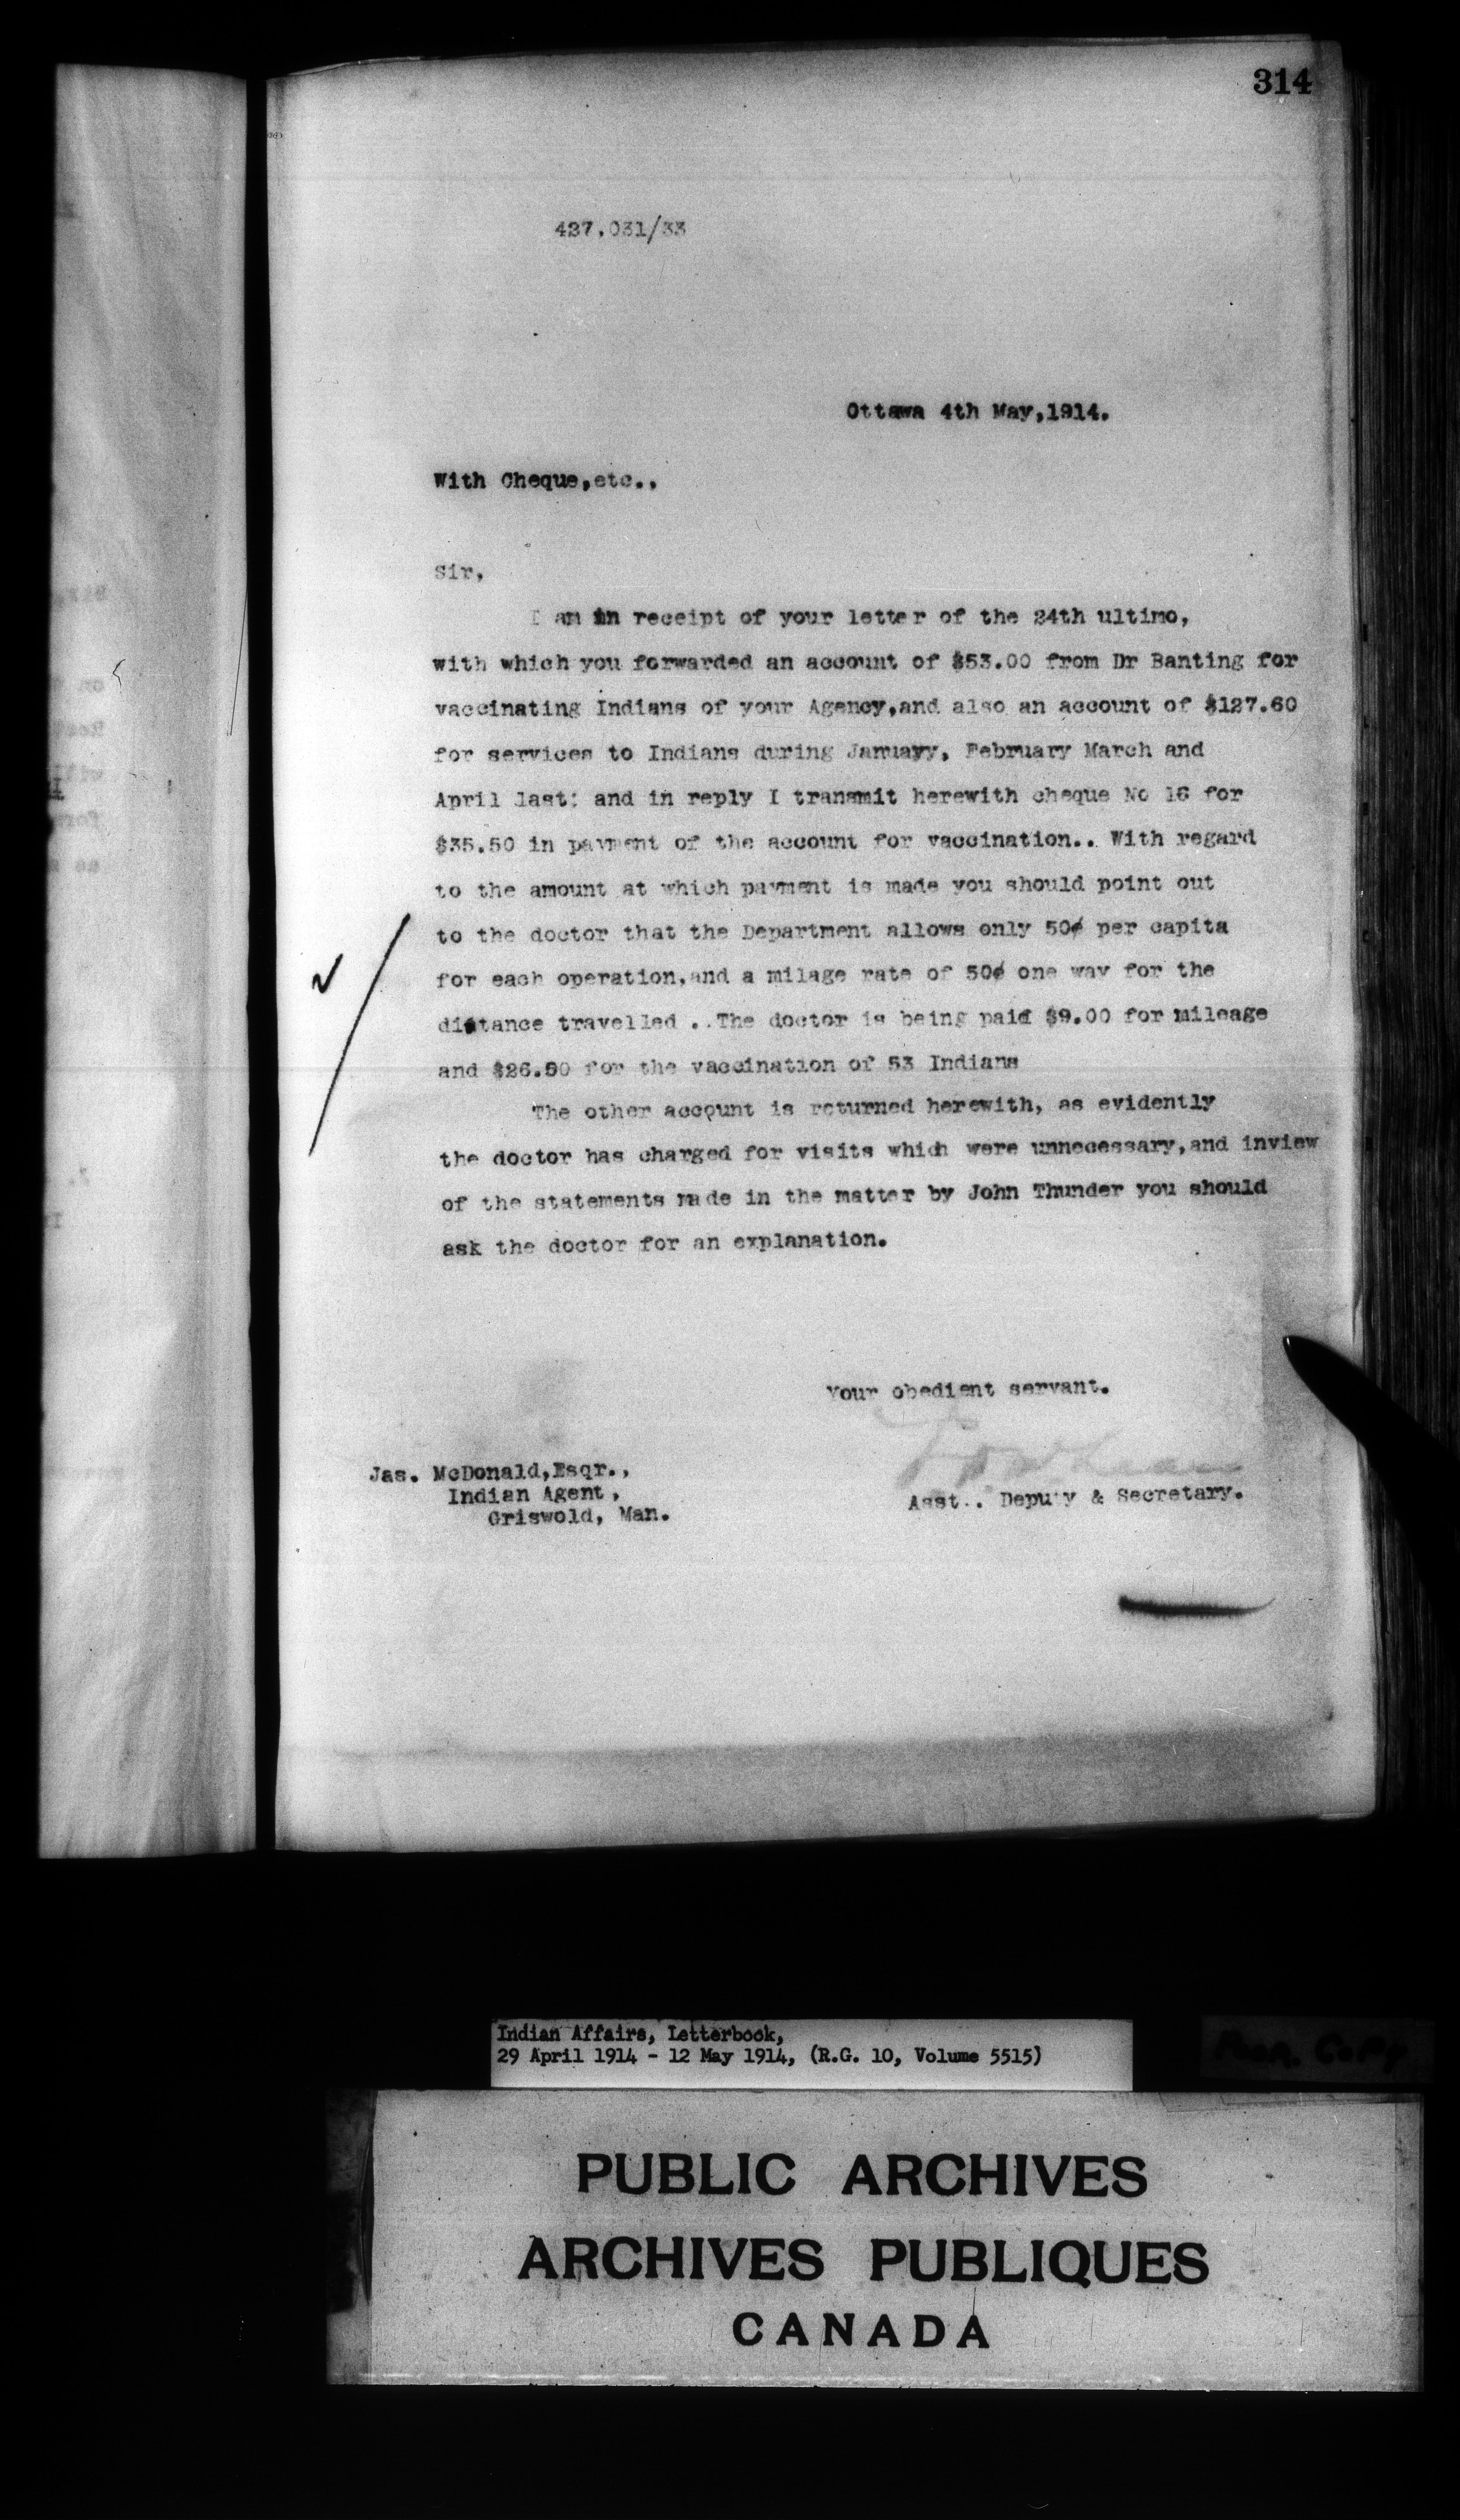 314
427,031/33
Ottawa 4th May,1914.
With Cheque,etc.,
Sir,
I am in receipt of your letter of the 24th ultimo,
with which you forwarded an account of $53.00 from Dr Banting for
vaccinating Indians of your Agency,and also an account of $127.60
for services to Indians during January, February March and
April last; and in reply I transmit herewith cheque No 16 for
$35.50 in payment of the account for vaccination.. With regard
to the amount at which payment is made you should point out
to the doctor that the Department allows only 50¢ per capita
for each operation,and a milage rate of 50¢ one way for the
distance travelled ..The doctor is being paid $9.00 for mileage
and $26.50 for the vaccination of 53 Indians
The other account is returned herewith, as evidently
the doctor has charged for visits which were unnecessary,and inview
of the statements made in the matter by John Thunder you should
ask the doctor for an explanation.
Your obedient servant.
Jas. McDonald,Esqr.,
Indian Agent,
Griswold, Man.
Asst.. Deputy & Secretary.
Indian Affairs, Letterbook,
29 April 1914 - 12 May 1914, (R.G. 10, Volume 5515)
PUBLIC ARCHIVES
ARCHIVES PUBLIQUES
CANADA